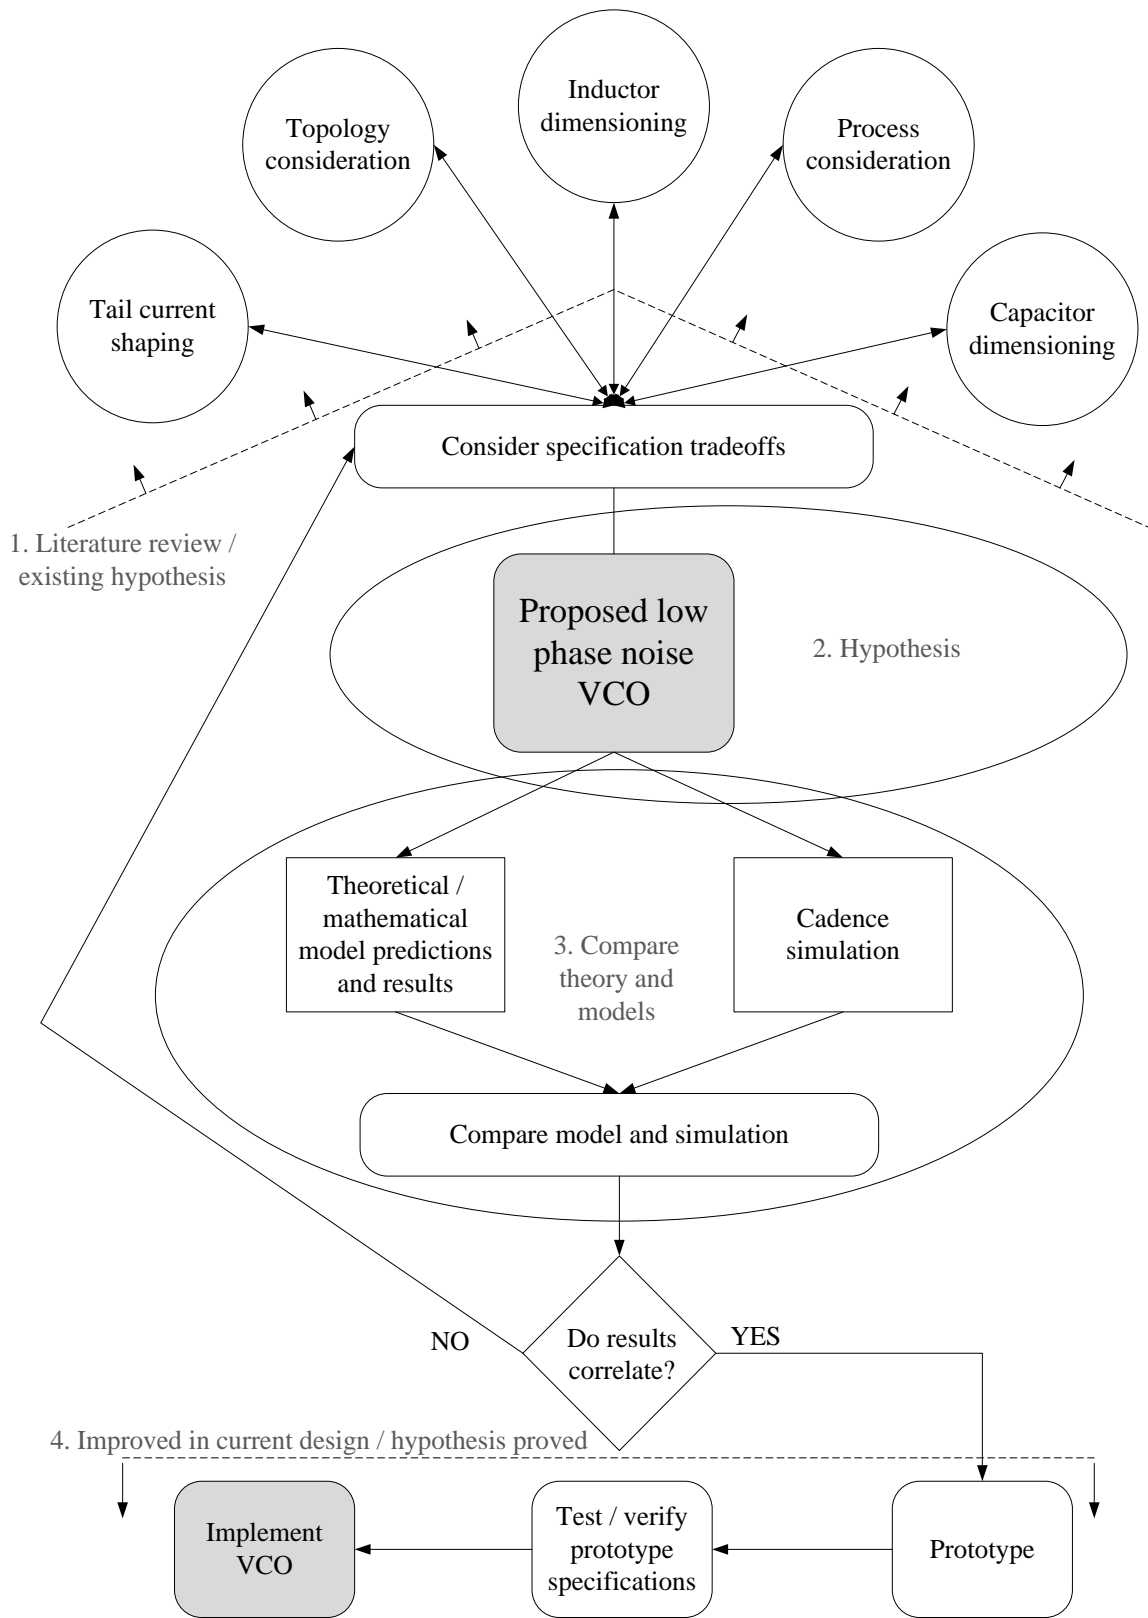 Inductor
dimensioning
Topology
consideration
Process
consideration
Tail current
shaping
Capacitor
dimensioning
Consider specification tradeoffs
1. Literature review /
existing hypothesis
Proposed low
phase noise
VCO
2. Hypothesis
Theoretical /
mathematical
model predictions
and results
3. Compare
theory and
models
Cadence
simulation
Compare model and simulation
NO
Do results
correlate?
YES
4. Improved in current design / hypothesis proved
Implement
VCO
Test / verify
prototype
specifications
Prototype